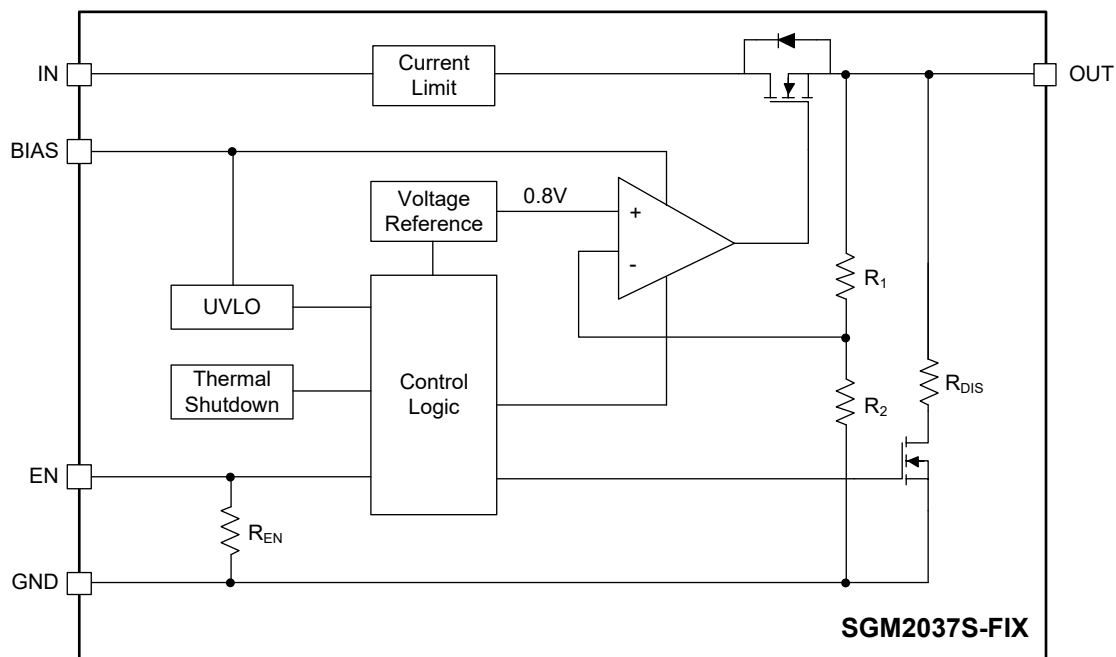 IN
Current
Limit
OUT
BIAS
Voltage
Reference
0.8V
+
-
R1
UVLO
Thermal
Shutdown
Control
Logic
R2
RDIS
EN
REN
GND
SGM2037S-FIX